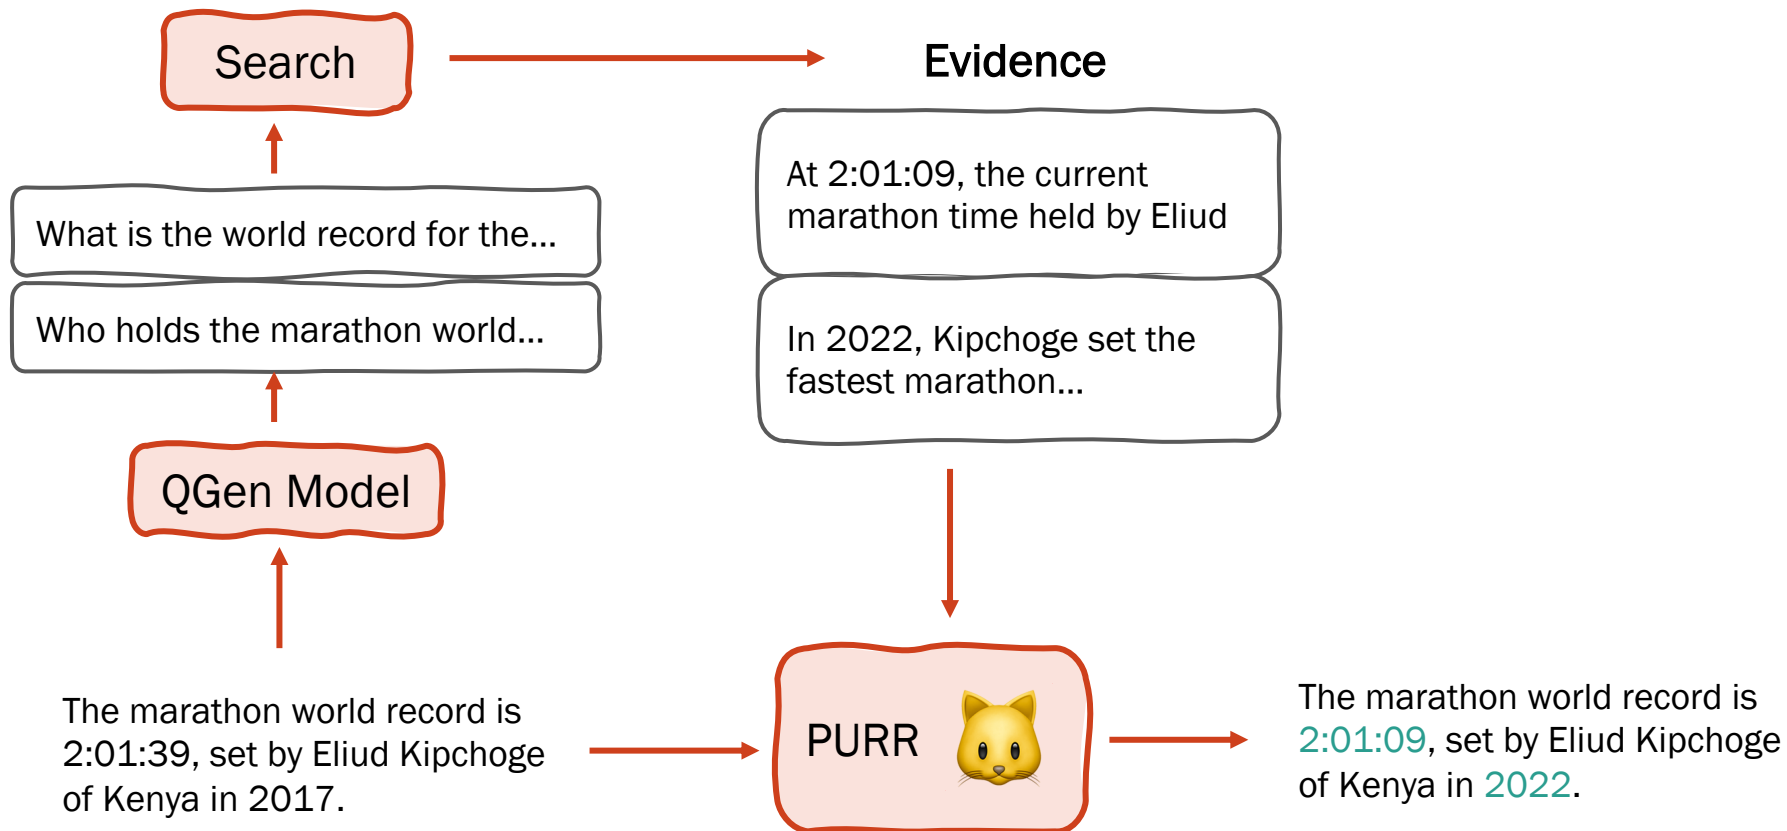 Search
Evidence
At 2:01:09, the current
marathon time held by Eliud
What is the world record for the...
Who holds the marathon world...
In 2022, Kipchoge set the
fastest marathon...
QGen Model
The marathon world record is
2:01:39, set by Eliud Kipchoge
of Kenya in 2017.
PURR
The marathon world record is
2:01:09, set by Eliud Kipchoge
of Kenya in 2022.